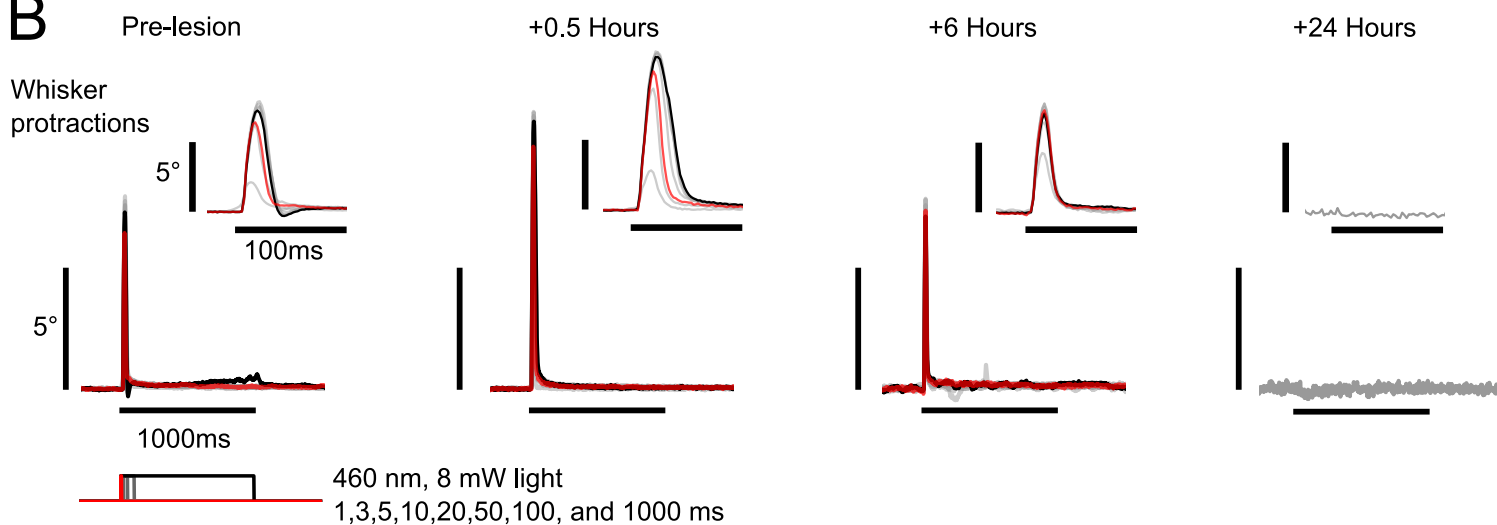 B
Pre-lesion
+0.5 Hours
+6 Hours
+24 Hours
Whisker
protractions
5°
100ms
5°
1000ms
460 nm, 8 mW light
1,3,5,10,20,50,100, and 1000 ms